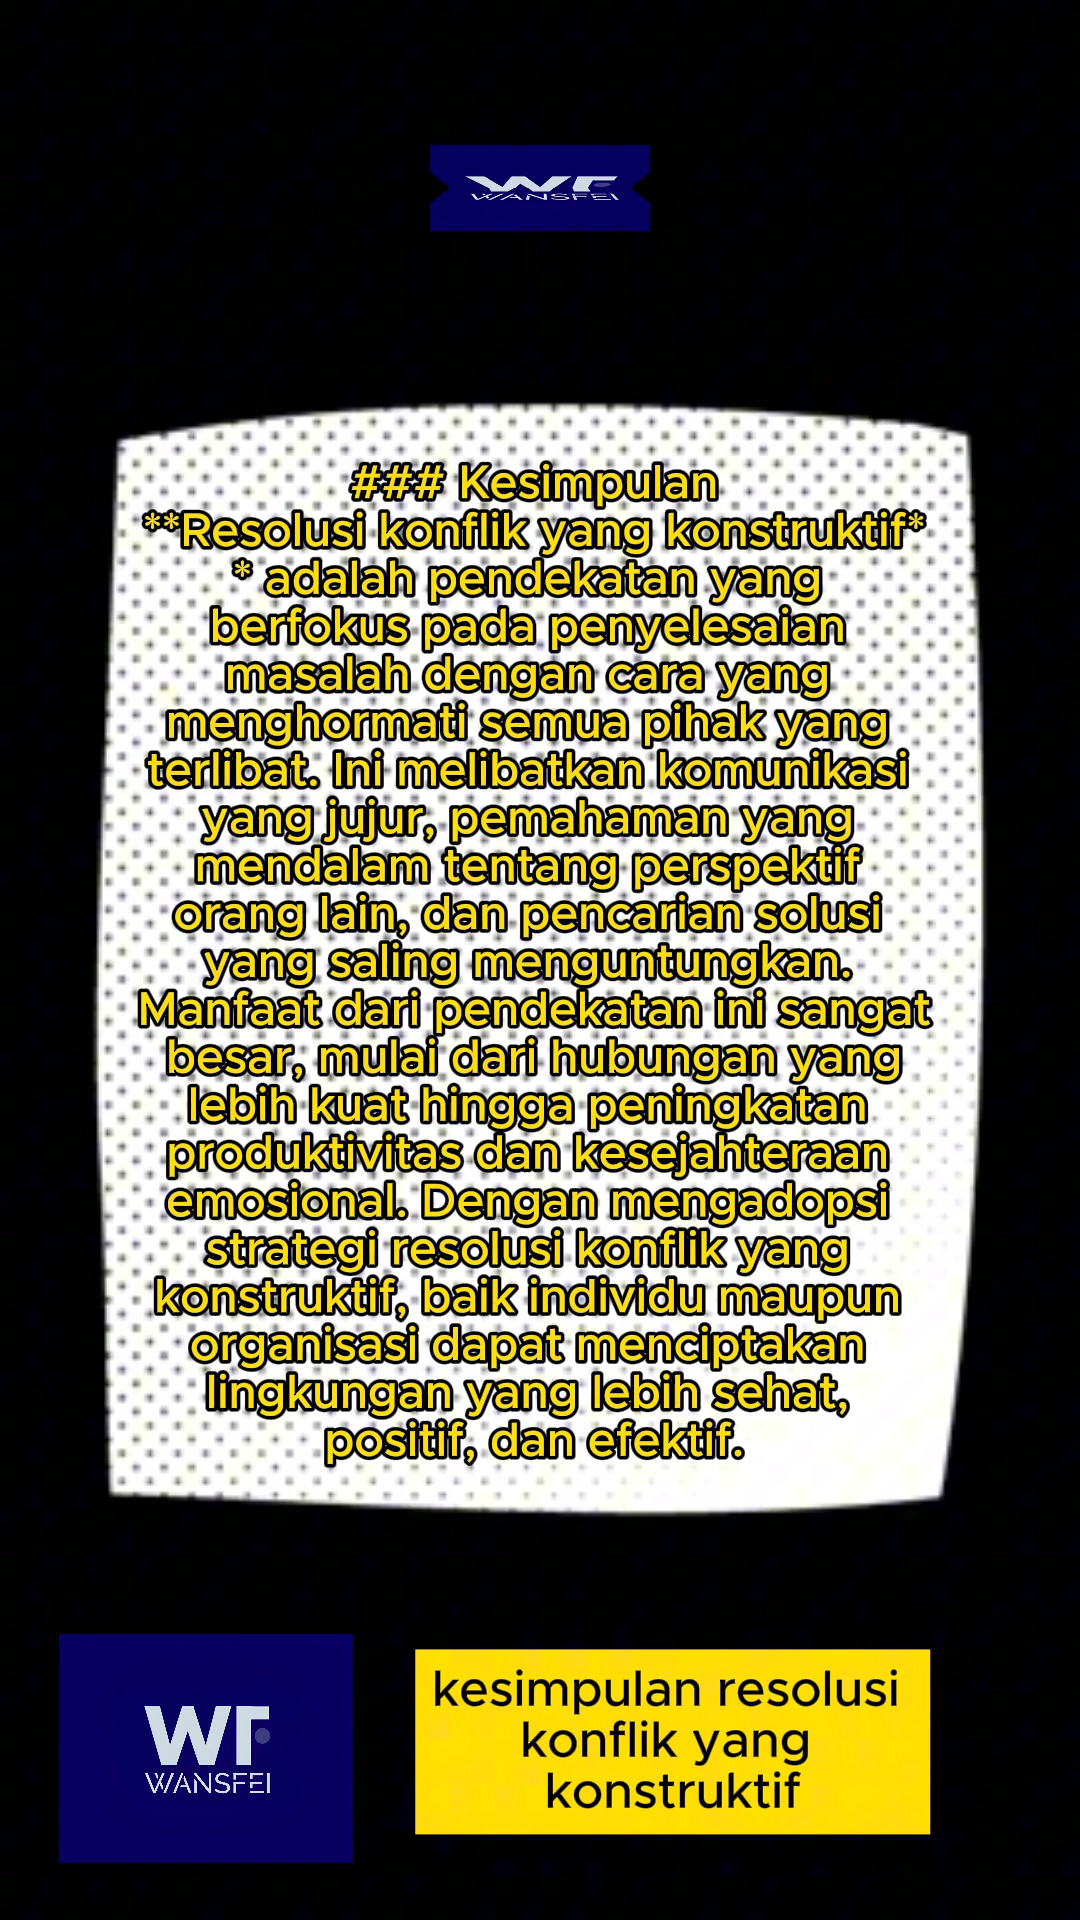 WF
WANSFEI
### Kesimpulan
**Resolusi konflik yang konstruktif*
* adalah pendekatan yang
berfokus pada penyelesaian
masalah dengan cara yang
menghormati semua pihak yang
terlibat. Ini melibatkan komunikasi
yang jujur, pemahaman yang
mendalam tentang perspektif
orang lain, dan pencarian solusi
yang saling menguntungkan.
Manfaat dari pendekatan ini sangat
besar, mulai dari hubungan yang
lebih kuat hingga peningkatan
produktivitas dan kesejahteraan
emosional. Dengan mengadopsi
strategi resolusi konflik yang
konstruktif, baik individu maupun
organisasi dapat menciptakan
lingkungan yang lebih sehat,
positif, dan efektif.
WF
WANSFEI
kesimpulan resolusi
konflik yang
konstruktif